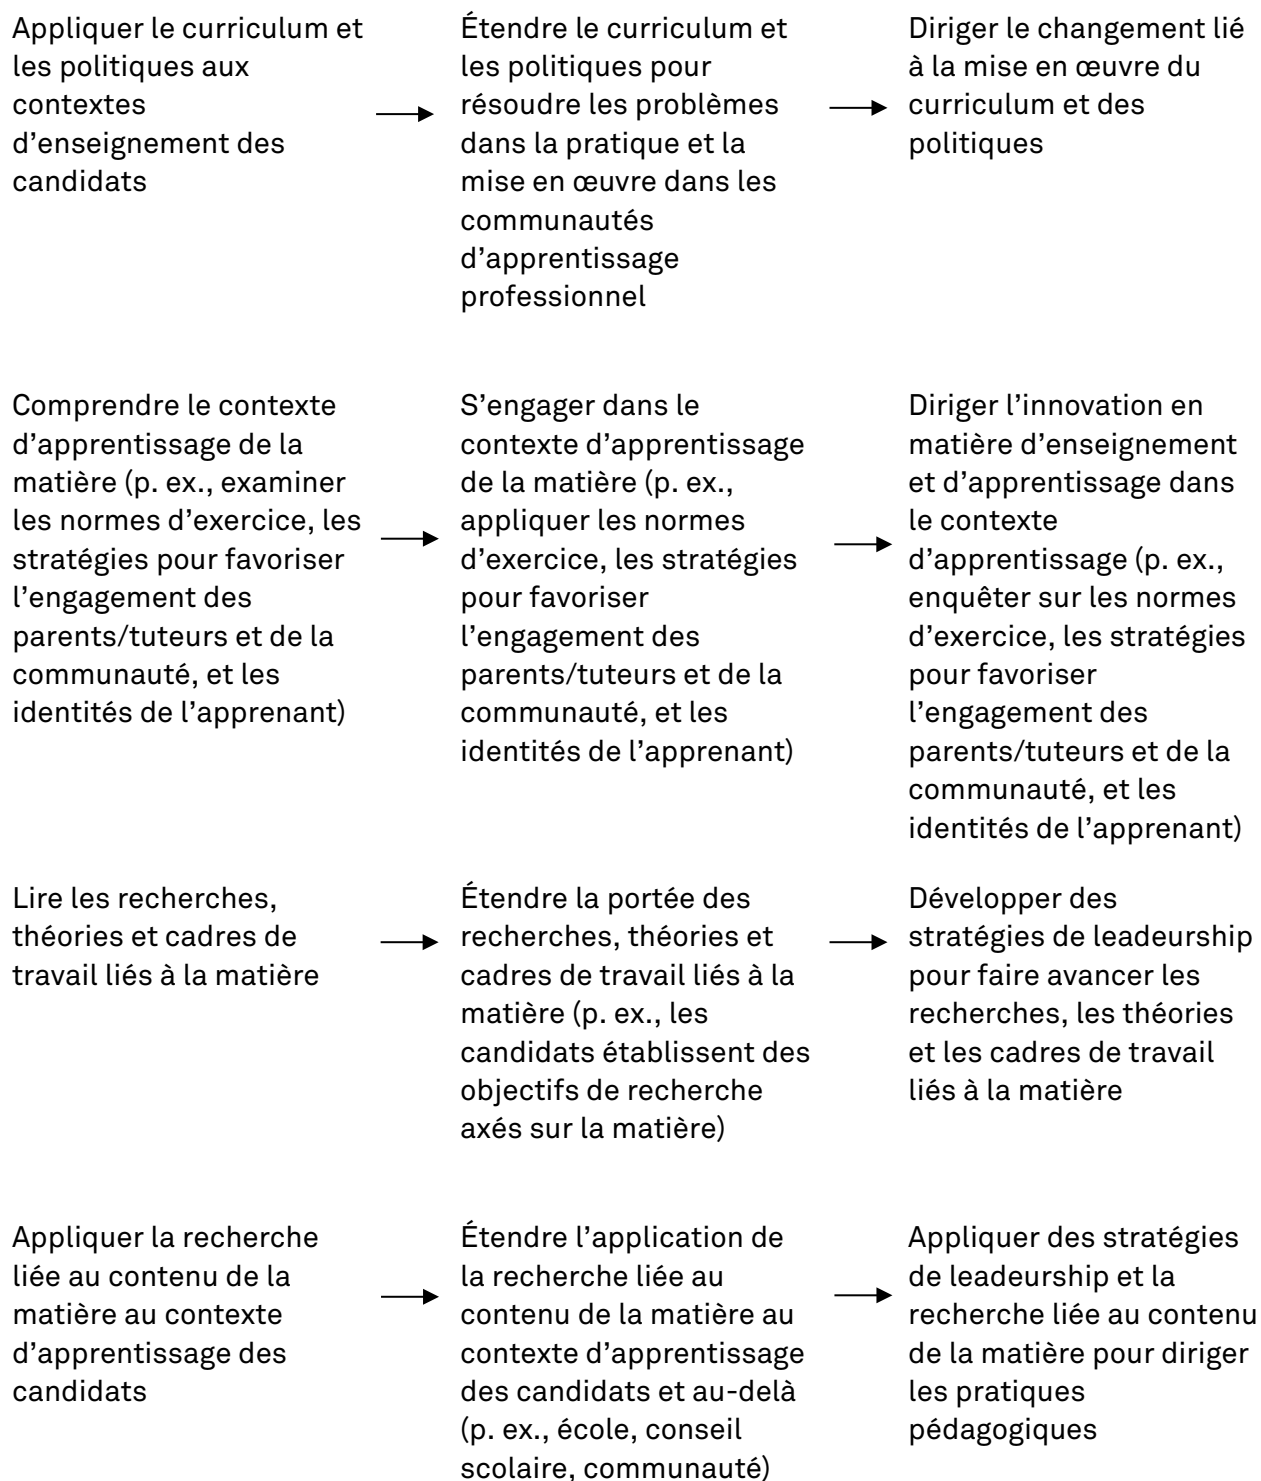 Appliquer le curriculum et
les politiques aux
contextes
d’enseignement des
candidats
Étendre le curriculum et
les politiques pour
résoudre les problèmes
dans la pratique et la
mise en œuvre dans les
communautés
d’apprentissage
professionnel
Diriger le changement lié
à la mise en œuvre du
curriculum et des
politiques
Comprendre le contexte
d’apprentissage de la
matière (p. ex., examiner
les normes d’exercice, les
stratégies pour favoriser
l’engagement des
parents/tuteurs et de la
communauté, et les
identités de l’apprenant)
S’engager dans le
contexte d’apprentissage
de la matière (p. ex.,
appliquer les normes
d’exercice, les stratégies
pour favoriser
l’engagement des
parents/tuteurs et de la
communauté, et les
identités de l’apprenant)
Diriger l’innovation en
matière d’enseignement
et d’apprentissage dans
le contexte
d’apprentissage (p. ex.,
enquêter sur les normes
d’exercice, les stratégies
pour favoriser
l’engagement des
parents/tuteurs et de la
communauté, et les
identités de l’apprenant)
Lire les recherches,
théories et cadres de
travail liés à la matière
Étendre la portée des
recherches, théories et
cadres de travail liés à la
matière (p. ex., les
candidats établissent des
objectifs de recherche
axés sur la matière)
Développer des
stratégies de leadeurship
pour faire avancer les
recherches, les théories
et les cadres de travail
liés à la matière
Appliquer la recherche
liée au contenu de la
matière au contexte
d’apprentissage des
candidats
Étendre l’application de
la recherche liée au
contenu de la matière au
contexte d’apprentissage
des candidats et au-delà
(p. ex., école, conseil
scolaire, communauté)
Appliquer des stratégies
de leadeurship et la
recherche liée au contenu
de la matière pour diriger
les pratiques
pédagogiques